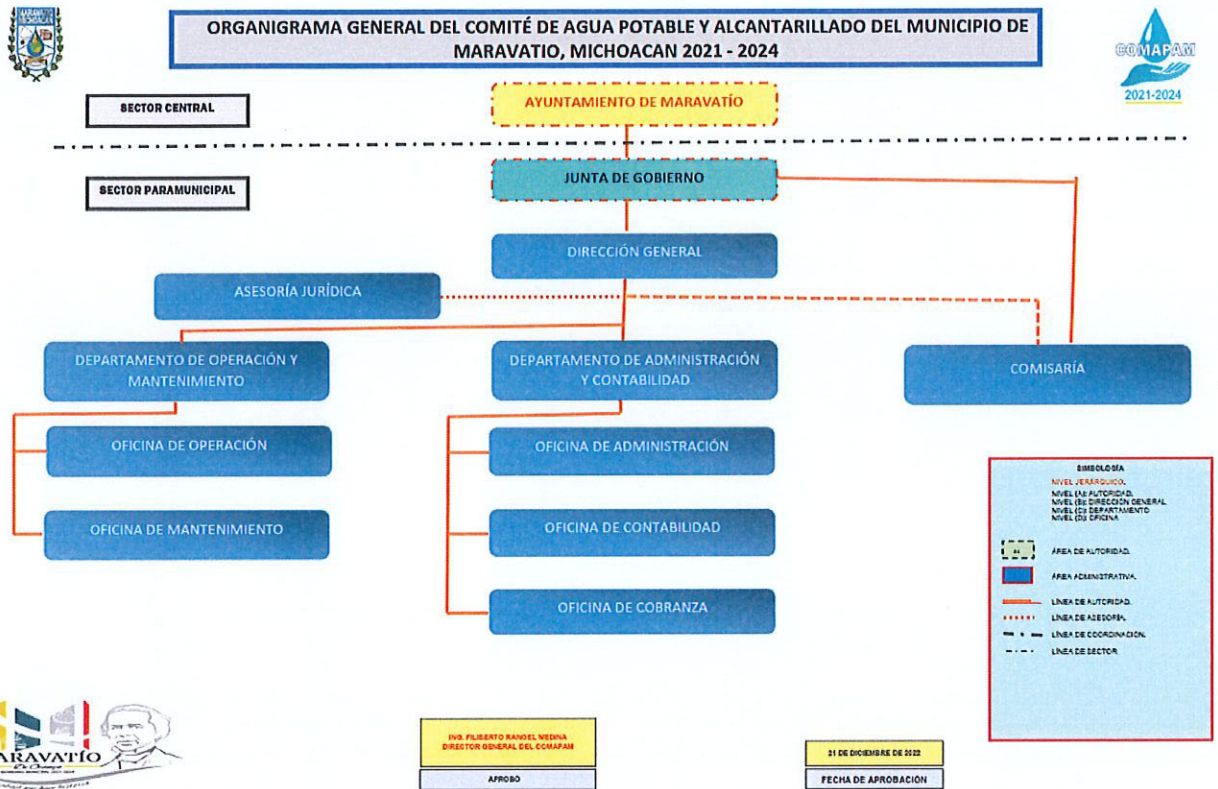 MARAVATÍO
MICHOACÁN
ORGANIGRAMA GENERAL DEL COMITÉ DE AGUA POTABLE Y ALCANTARILLADO DEL MUNICIPIO DE
MARAVATIO, MICHOACAN 2021 - 2024
COMAPAM
2021-2024
SECTOR CENTRAL
AYUNTAMIENTO DE MARAVATÍO
SECTOR PARAMUNICIPAL
JUNTA DE GOBIERNO
DIRECCIÓN GENERAL
ASESORÍA JURÍDICA
DEPARTAMENTO DE OPERACIÓN Y
MANTENIMIENTO
DEPARTAMENTO DE ADMINISTRACIÓN
Y CONTABILIDAD
COMISARÍA
OFICINA DE OPERACIÓN
OFICINA DE ADMINISTRACIÓN
OFICINA DE MANTENIMIENTO
OFICINA DE CONTABILIDAD
OFICINA DE COBRANZA
SIMBOLOGÍA
NIVEL JERÁRQUICO.
NIVEL (A): AUTORIDAD.
NIVEL (B): DIRECCIÓN GENERAL
NIVEL (C): DEPARTAMENTO
NIVEL (D): OFICINA
ÁREA DE AUTORIDAD.
ÁREA ADMINISTRATIVA.
LÍNEA DE AUTORIDAD.
LÍNEA DE ASESORÍA.
LÍNEA DE COORDINACIÓN.
LÍNEA DE SECTOR
ARAVATÍO
De Ocampo
ING. FILIBERTO RANGEL MEDINA
DIRECTOR GENERAL DEL COMAPAM
APROBO
21 DE DICIEMBRE DE 2022
FECHA DE APROBACIÓN